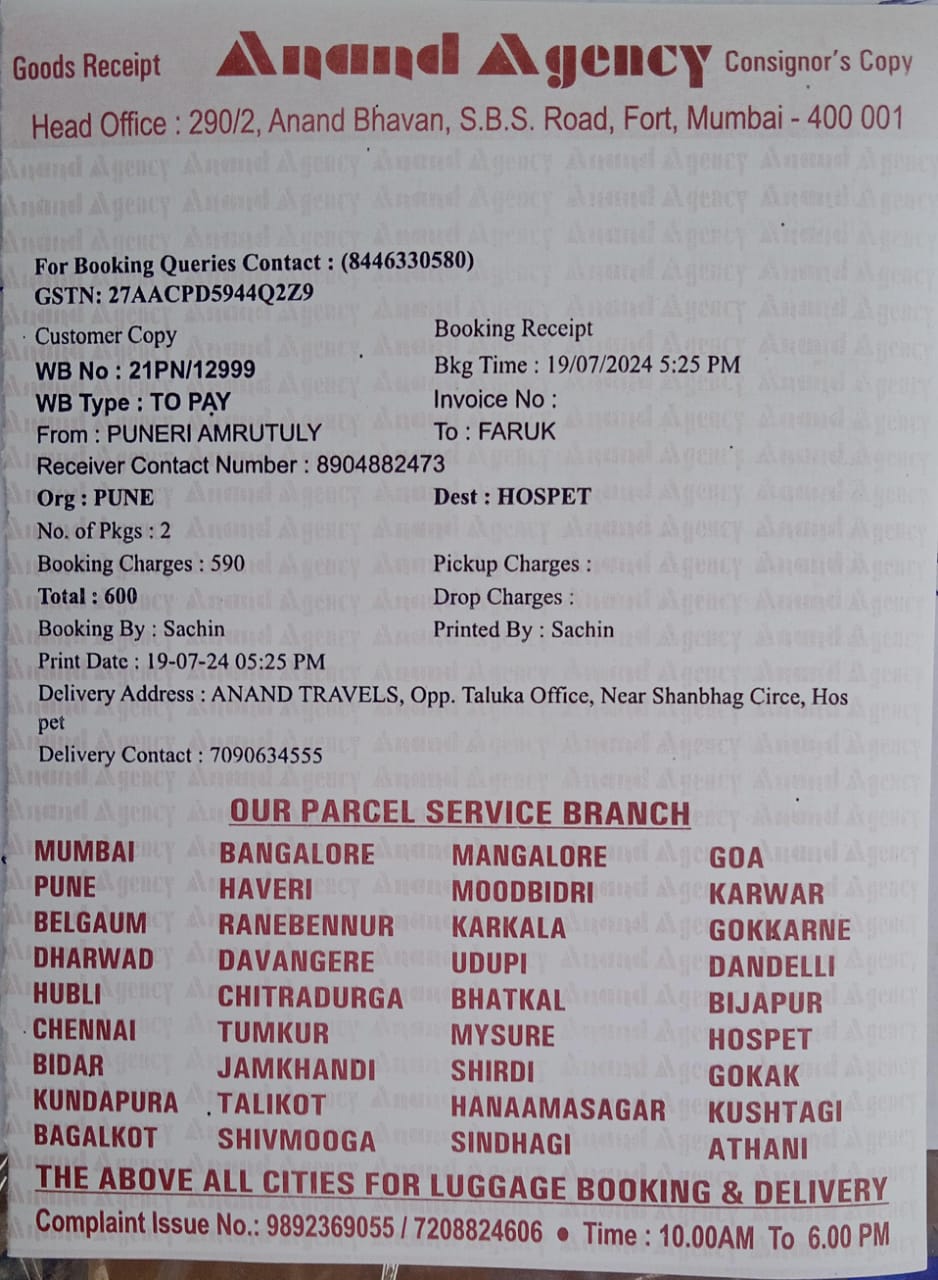 Goods Receipt Anand Agency Consignor's Copy
Head Office : 290/2, Anand Bhavan, S.B.S. Road, Fort, Mumbai - 400 001
For Booking Queries Contact : (8446330580)
GSTN: 27AACPD5944Q2Z9
Customer Copy Booking Receipt
WB No : 21PN/12999 Bkg Time : 19/07/2024 5:25 PM
WB Type : TO PAY Invoice No :
From : PUNERI AMRUTULY To : FARUK
Receiver Contact Number : 8904882473
Org : PUNE Dest : HOSPET
No. of Pkgs : 2
Booking Charges : 590 Pickup Charges :
Total : 600 Drop Charges :
Booking By : Sachin Printed By : Sachin
Print Date : 19-07-24 05:25 PM
Delivery Address : ANAND TRAVELS, Opp. Taluka Office, Near Shanbhag Circe, Hos
pet
Delivery Contact : 7090634555
OUR PARCEL SERVICE BRANCH
MUMBAI BANGALORE MANGALORE GOA
PUNE HAVERI MOODBIDRI KARWAR
BELGAUM RANEBENNUR KARKALA GOKKARNE
DHARWAD DAVANGERE UDUPI DANDELLI
HUBLI CHITRADURGA BHATKAL BIJAPUR
CHENNAI TUMKUR MYSURE HOSPET
BIDAR JAMKHANDI SHIRDI GOKAK
KUNDAPURA TALIKOT HANAAMASAGAR KUSHTAGI
BAGALKOT SHIVMOOGA SINDHAGI ATHANI
THE ABOVE ALL CITIES FOR LUGGAGE BOOKING & DELIVERY
Complaint Issue No.: 9892369055 / 7208824606 • Time : 10.00AM To 6.00 PM